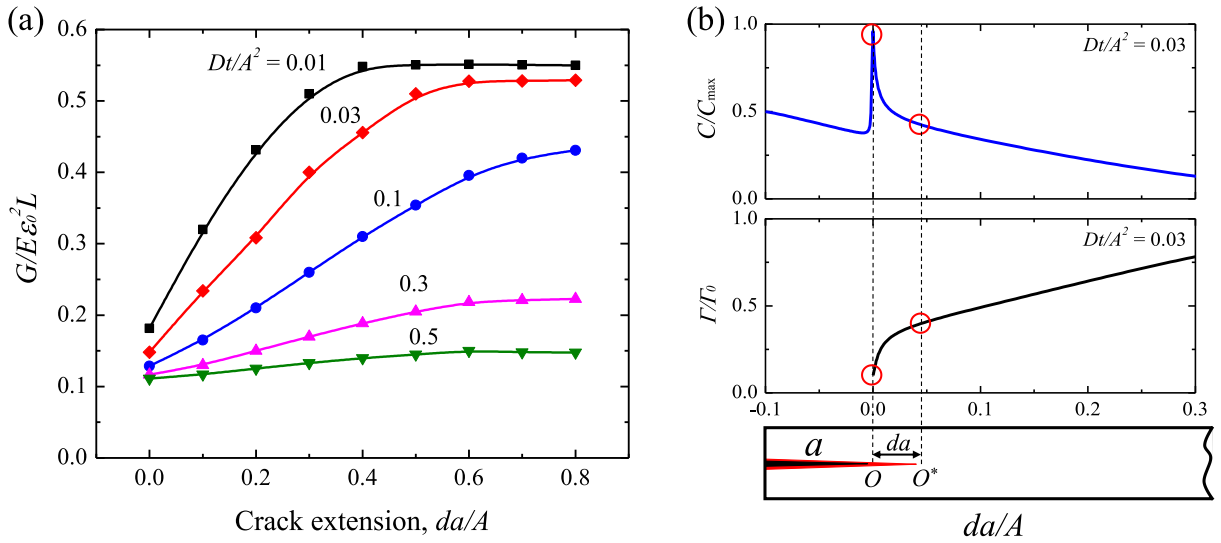 (a)
G/Eε₀²L
0.6
0.5
0.4
0.3
0.2
0.1
0.0
Dt/A² = 0.01
0.03
0.1
0.3
0.5
0.0 0.2 0.4 0.6 0.8
Crack extension, da/A
(b)
C/Cmax
1.0
0.5
0.0
Dt/A² = 0.03
Γ/Γ₀
1.0
0.5
0.0
Dt/A² = 0.03
-0.1 0.0 0.1 0.2 0.3
a
da
O O*
da/A